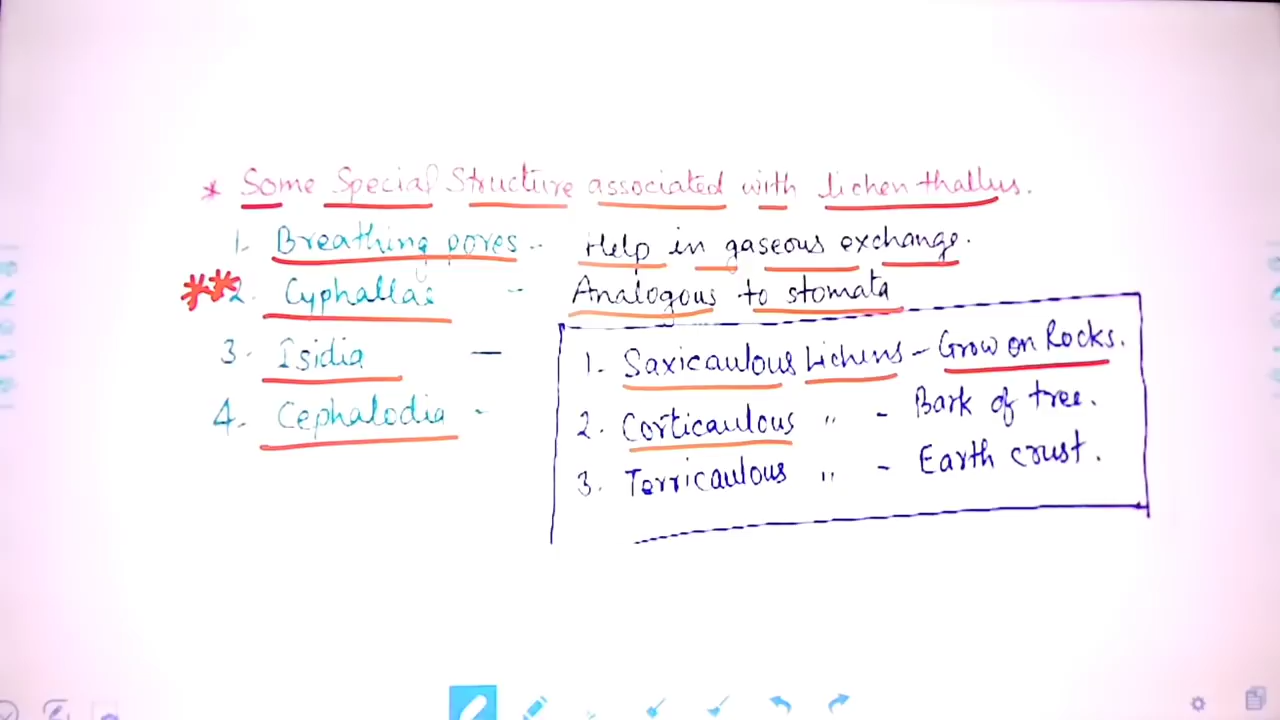 * Some Special Structure associated with lichen thallus.
1. Breathing pores - Help in gaseous exchange.
**2. Cyphallas - Analogous to stomata
3. Isidia -
4. Cephalodia -
1. Saxicaulous Lichens - Grow on Rocks.
2. Corticaulous " - Bark of tree.
3. Terricaulous " - Earth crust.